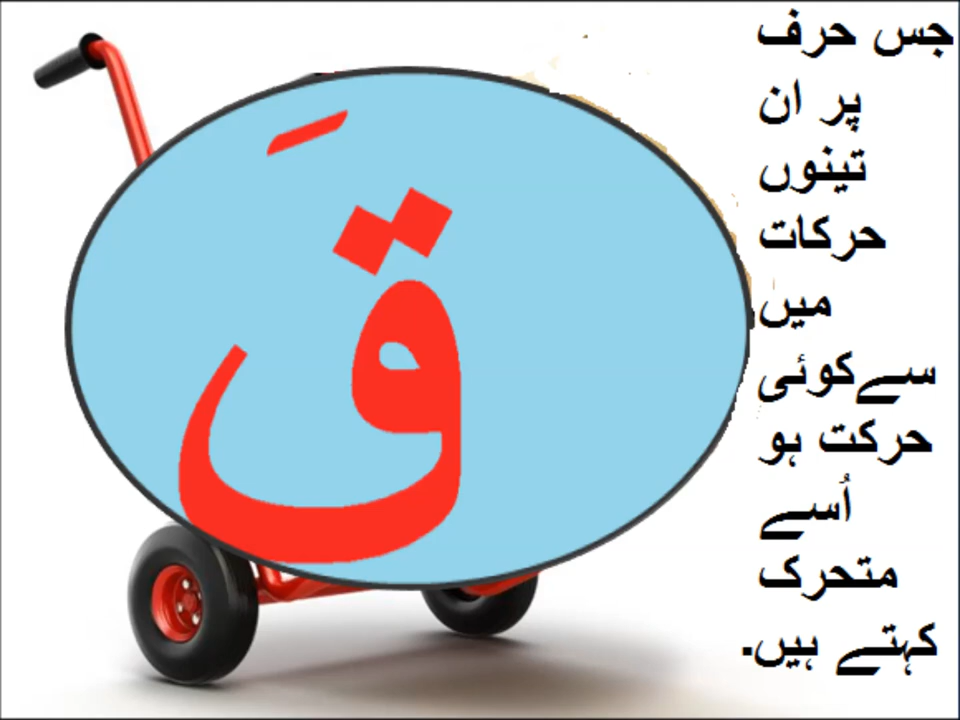 قَ
جس حرف
پر ان
تینوں
حرکات
میں
سےکوئی
حرکت ہو
اُسے
متحرک
کہتے ہیں۔